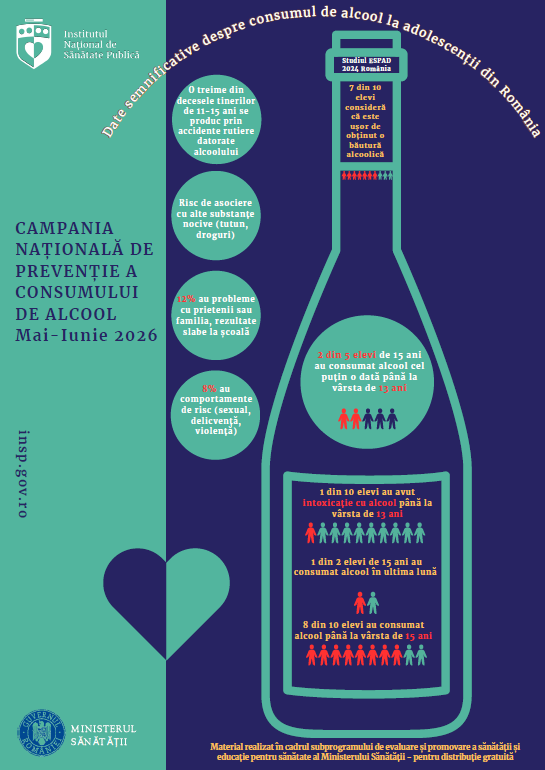 Institutul
Național de
Sănătate Publică
Date semnificative despre consumul de alcool la adolescenții din România
CAMPANIA
NAȚIONALĂ DE
PREVENȚIE A
CONSUMULUI
DE ALCOOL
Mai-Iunie 2026
insp.gov.ro
MINISTERUL
SĂNĂTĂȚII
GUVERNUL
ROMÂNIEI
O treime din
decesele tinerilor
de 11-15 ani se
produc prin
accidente rutiere
datorate
alcoolului
Risc de asociere
cu alte substanțe
nocive (tutun,
droguri)
12% au probleme
cu prietenii sau
familia, rezultate
slabe la școală
8% au
comportamente
de risc (sexual,
delicvență,
violență)
Studiul ESPAD
2024 România
7 din 10
elevi
consideră
că este
ușor de
obținut o
băutură
alcoolică
2 din 5 elevi de 15 ani
au consumat alcool cel
puțin o dată până la
vârsta de 13 ani
1 din 10 elevi au avut
intoxicație cu alcool până la
vârsta de 13 ani
1 din 2 elevi de 15 ani au
consumat alcool în ultima lună
8 din 10 elevi au consumat
alcool până la vârsta de 15 ani
Material realizat în cadrul subprogramului de evaluare și promovare a sănătății și
educație pentru sănătate al Ministerului Sănătății – pentru distribuție gratuită